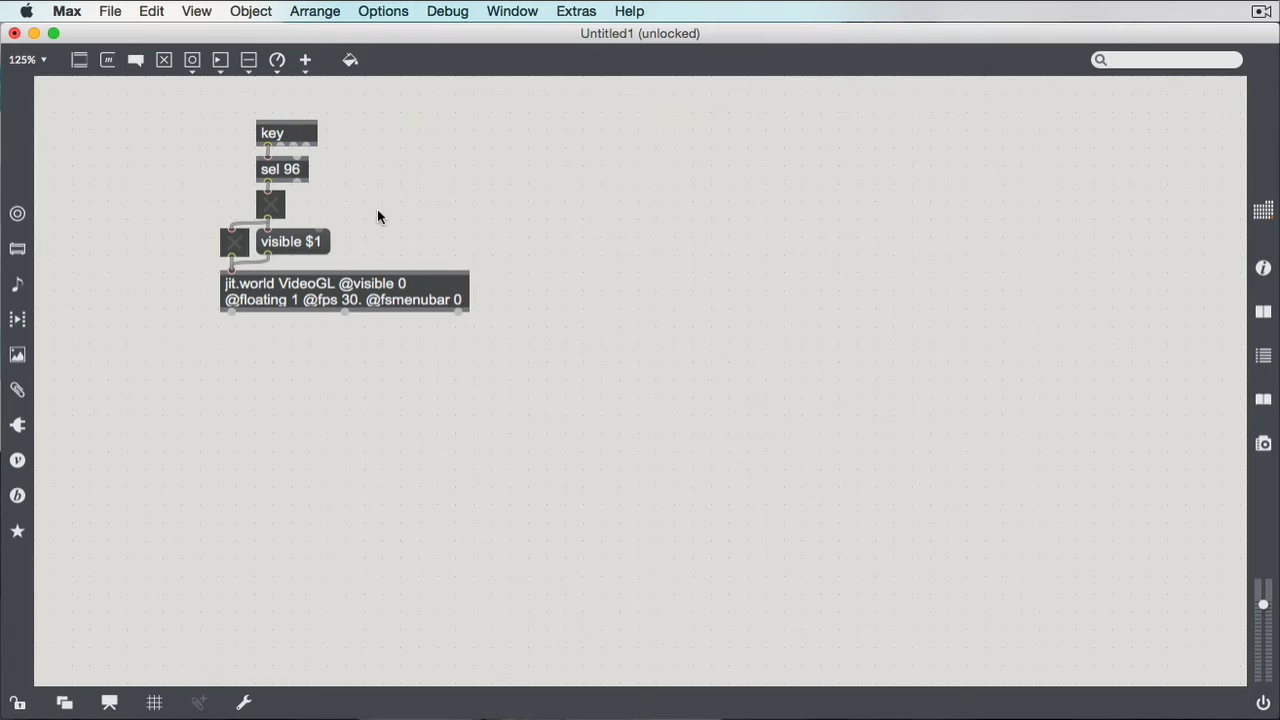 Max File Edit View Object Arrange Options Debug Window Extras Help
Untitled1 (unlocked)
125%
key
sel 96
visible $1
jit.world VideoGL @visible 0
@floating 1 @fps 30. @fsmenubar 0